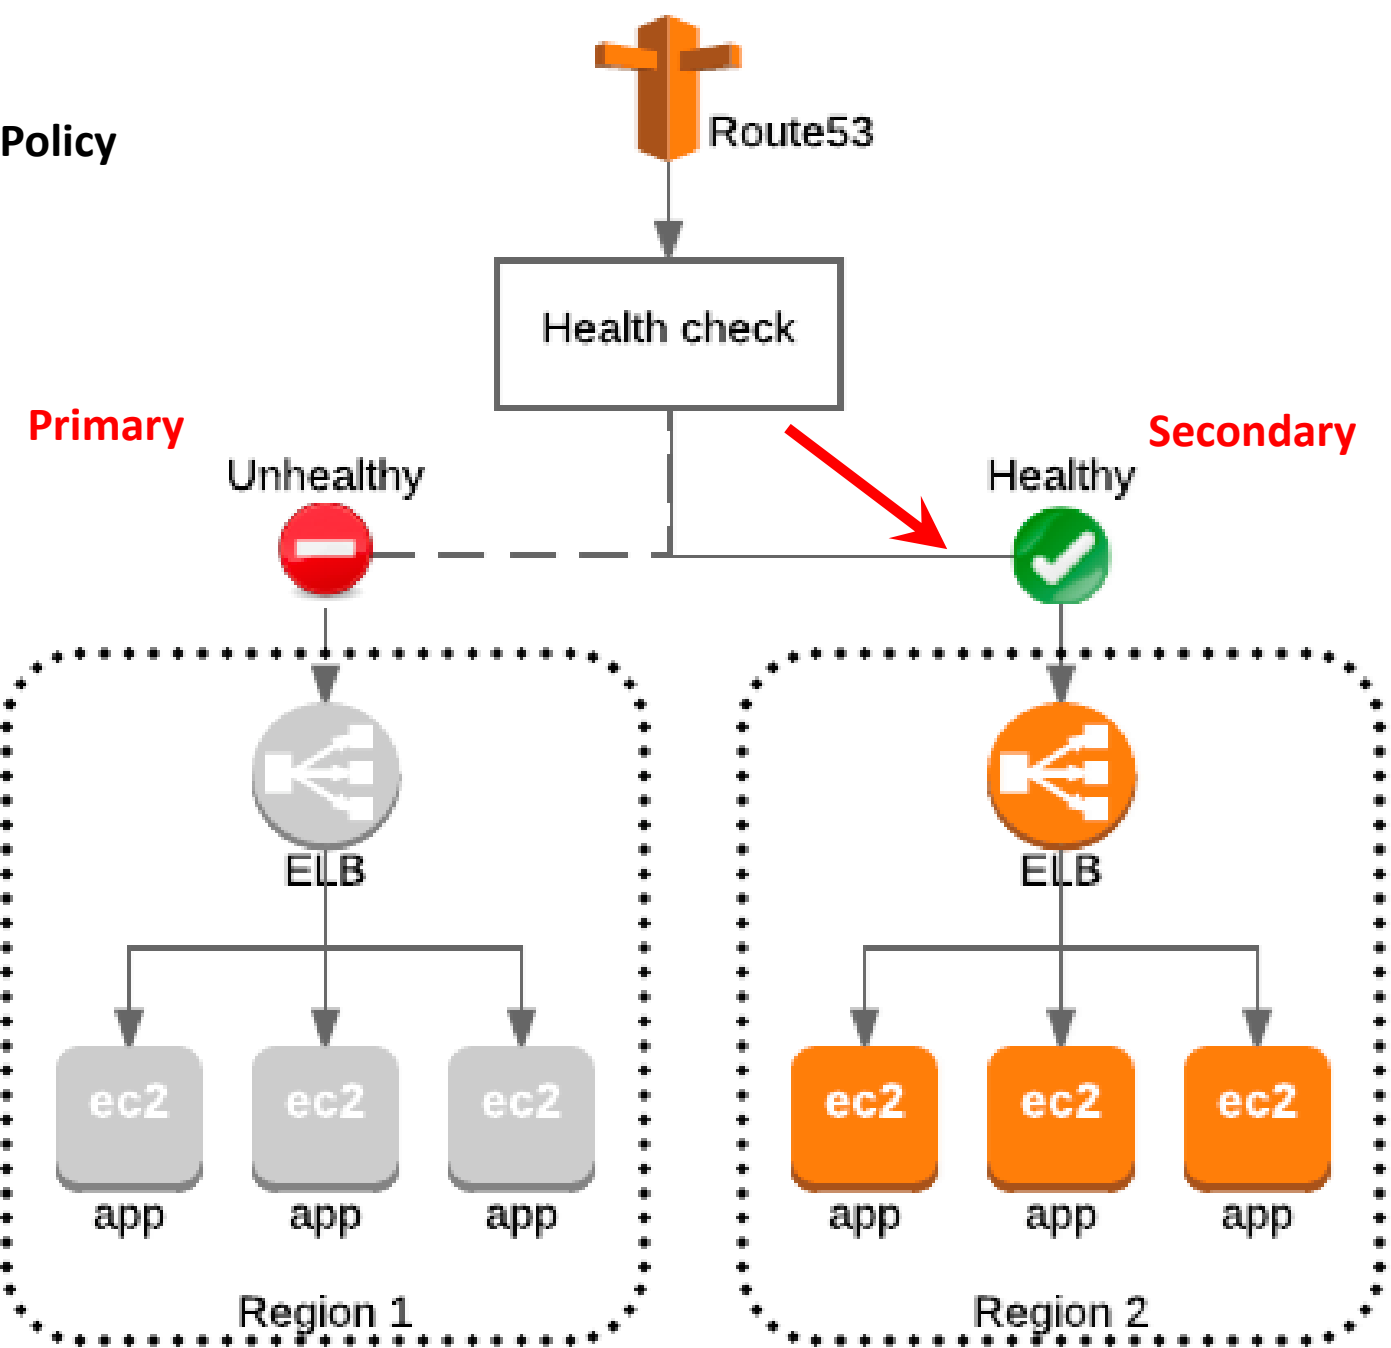 Route53
Policy
Health check
Primary
Secondary
Unhealthy
Healthy
ELB
ELB
ec2 ec2 ec2
ec2 ec2 ec2
app app app
app app app
Region 1
Region 2